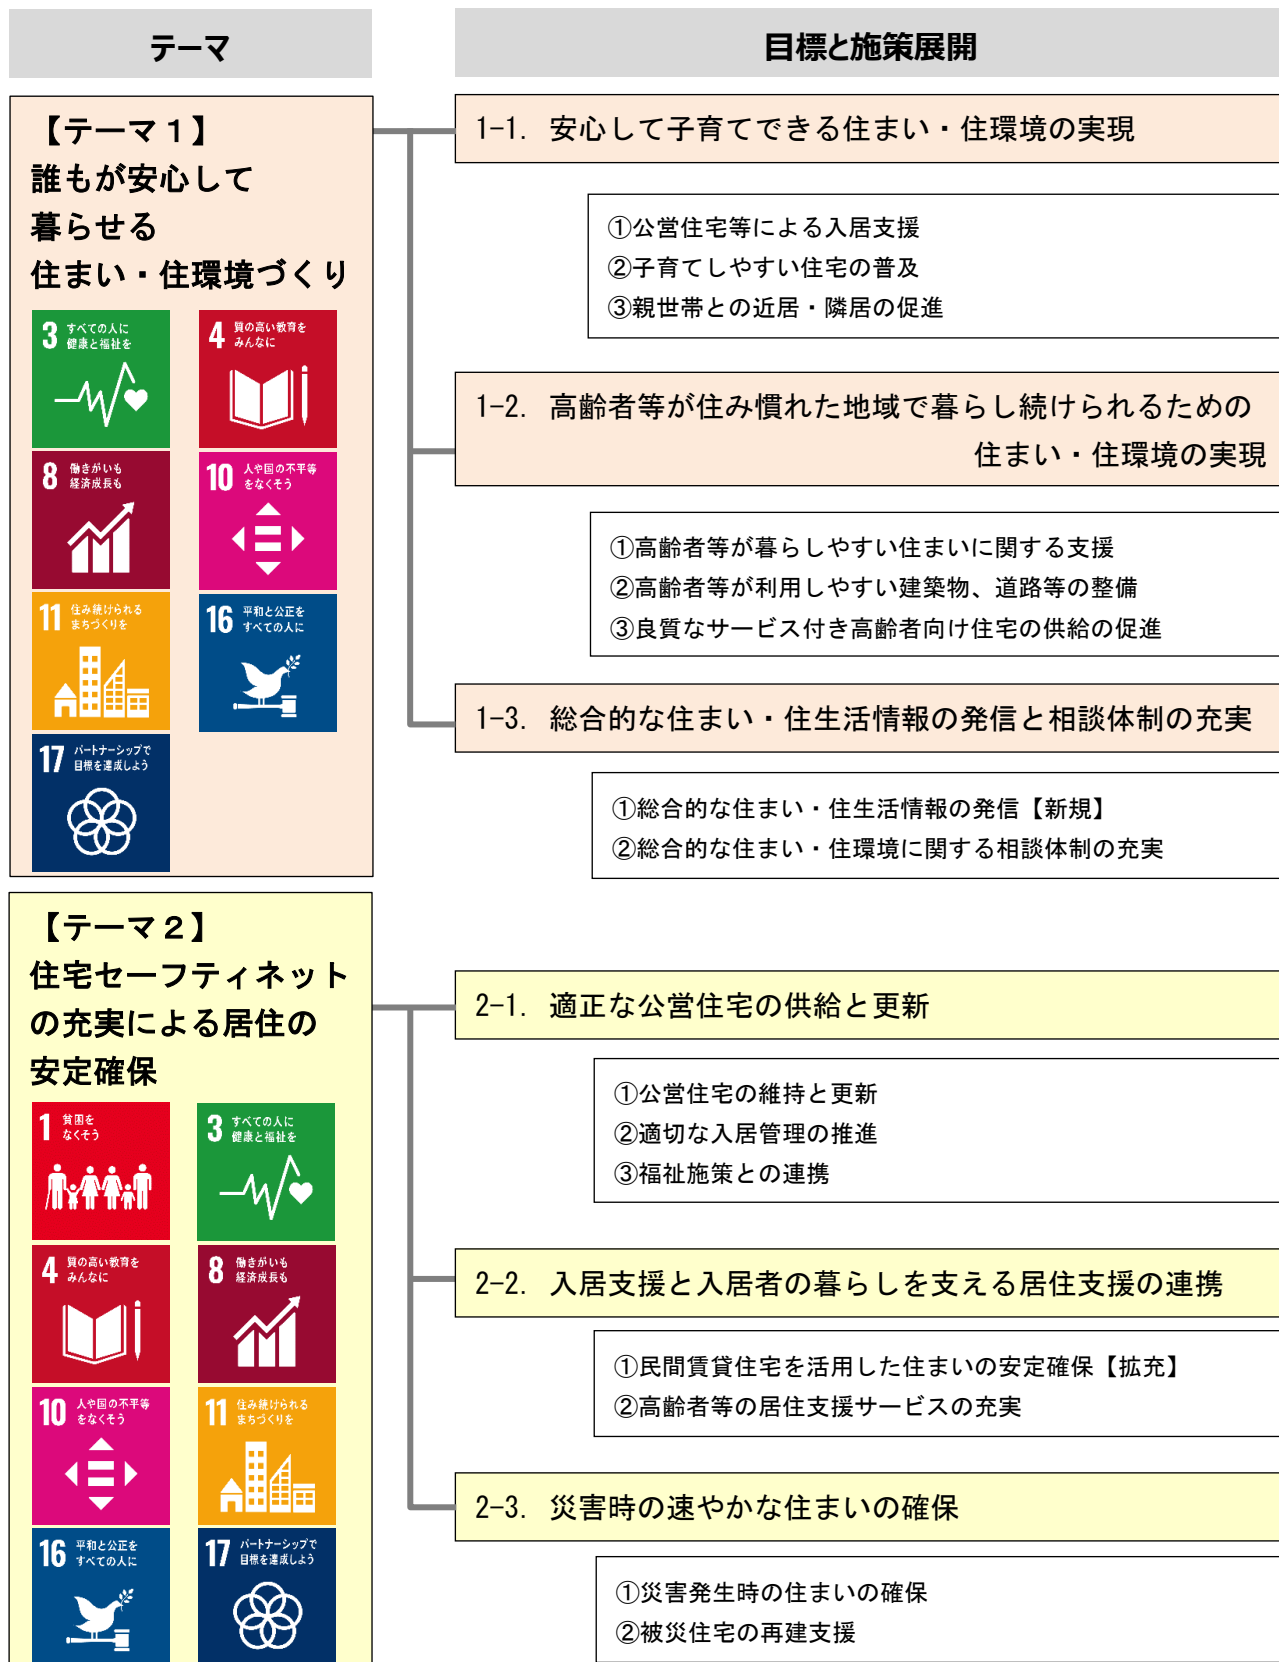 テーマ
目標と施策展開
【テーマ１】
誰もが安心して
暮らせる
住まい・住環境づくり
3 すべての人に
健康と福祉を
4 質の高い教育を
みんなに
8 働きがいも
経済成長も
10 人や国の不平等
をなくそう
11 住み続けられる
まちづくりを
16 平和と公正を
すべての人に
17 パートナーシップで
目標を達成しよう
1-1. 安心して子育てできる住まい・住環境の実現
①公営住宅等による入居支援
②子育てしやすい住宅の普及
③親世帯との近居・隣居の促進
1-2. 高齢者等が住み慣れた地域で暮らし続けられるための
住まい・住環境の実現
①高齢者等が暮らしやすい住まいに関する支援
②高齢者等が利用しやすい建築物、道路等の整備
③良質なサービス付き高齢者向け住宅の供給の促進
1-3. 総合的な住まい・住生活情報の発信と相談体制の充実
①総合的な住まい・住生活情報の発信【新規】
②総合的な住まい・住環境に関する相談体制の充実
【テーマ２】
住宅セーフティネット
の充実による居住の
安定確保
1 貧困を
なくそう
3 すべての人に
健康と福祉を
4 質の高い教育を
みんなに
8 働きがいも
経済成長も
10 人や国の不平等
をなくそう
11 住み続けられる
まちづくりを
16 平和と公正を
すべての人に
17 パートナーシップで
目標を達成しよう
2-1. 適正な公営住宅の供給と更新
①公営住宅の維持と更新
②適切な入居管理の推進
③福祉施策との連携
2-2. 入居支援と入居者の暮らしを支える居住支援の連携
①民間賃貸住宅を活用した住まいの安定確保【拡充】
②高齢者等の居住支援サービスの充実
2-3. 災害時の速やかな住まいの確保
①災害発生時の住まいの確保
②被災住宅の再建支援